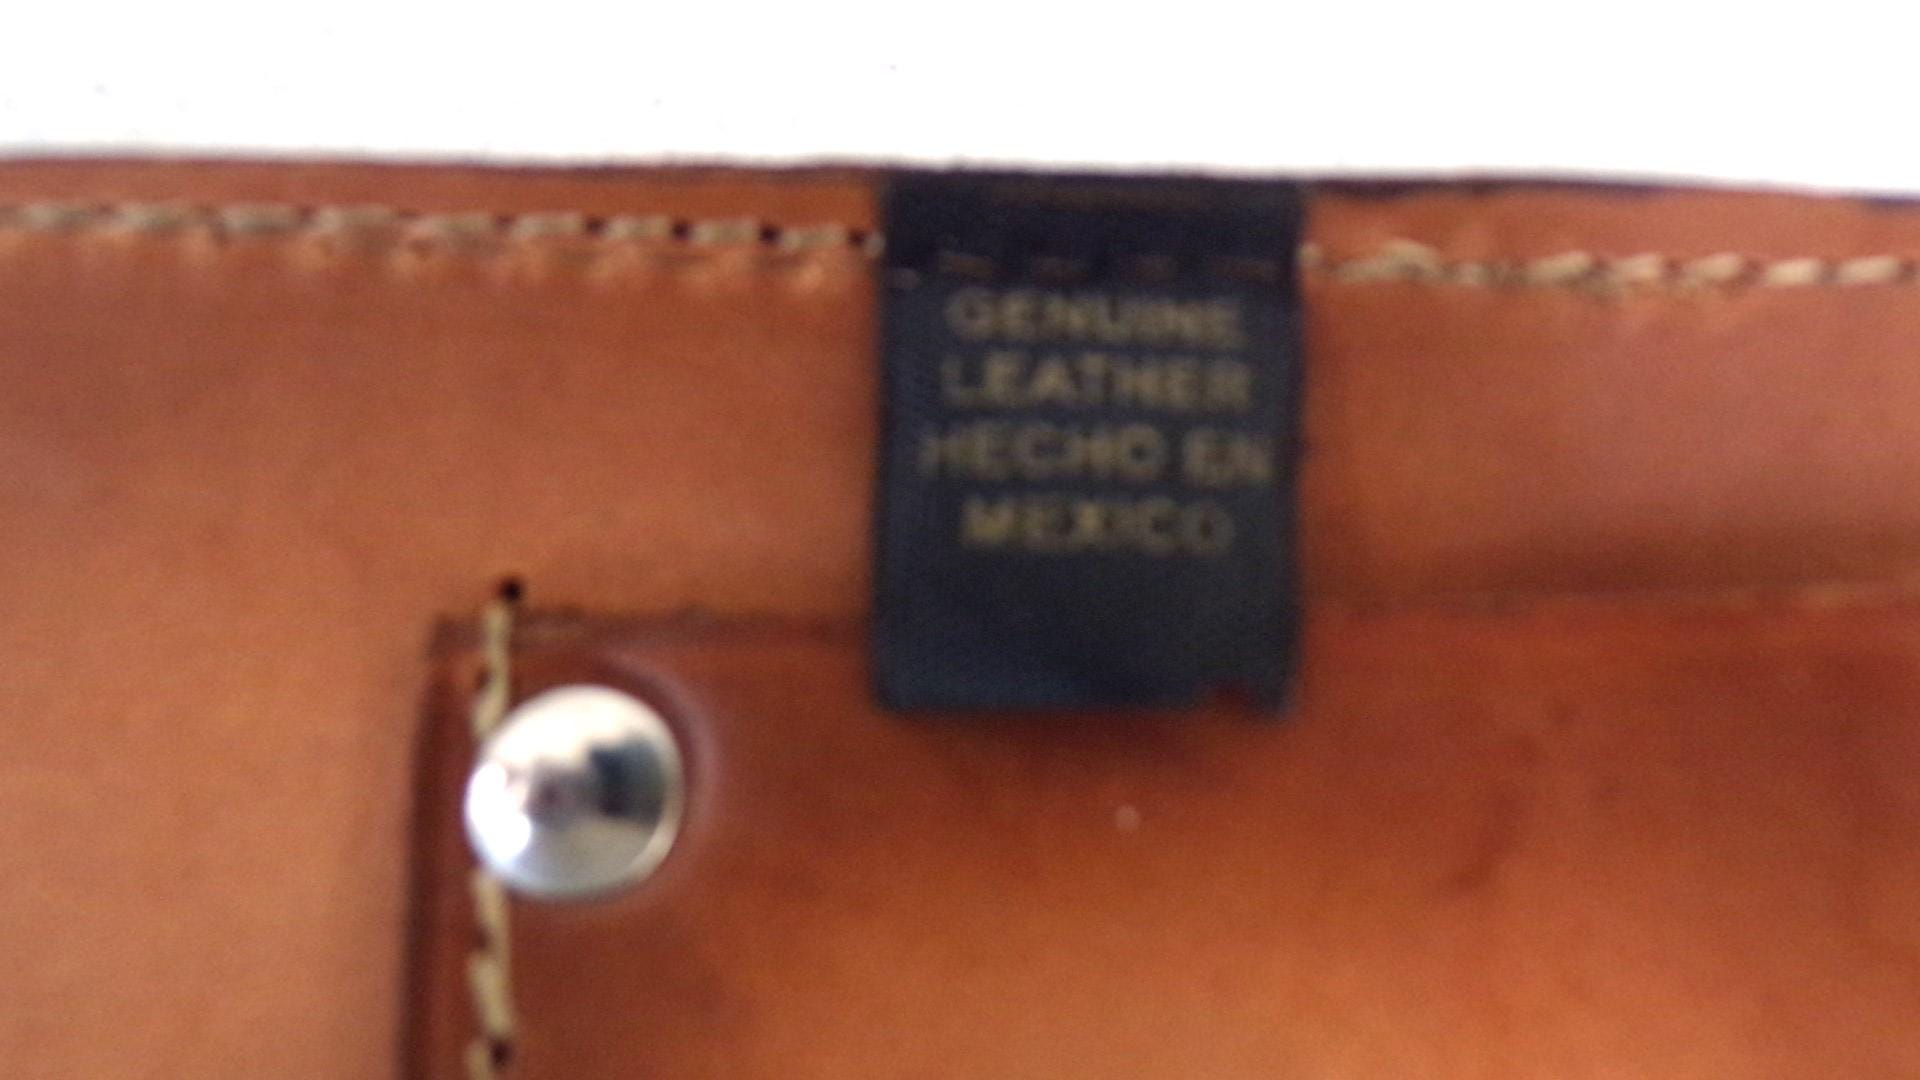 GENUINE
LEATHER
HECHO EN
MEXICO